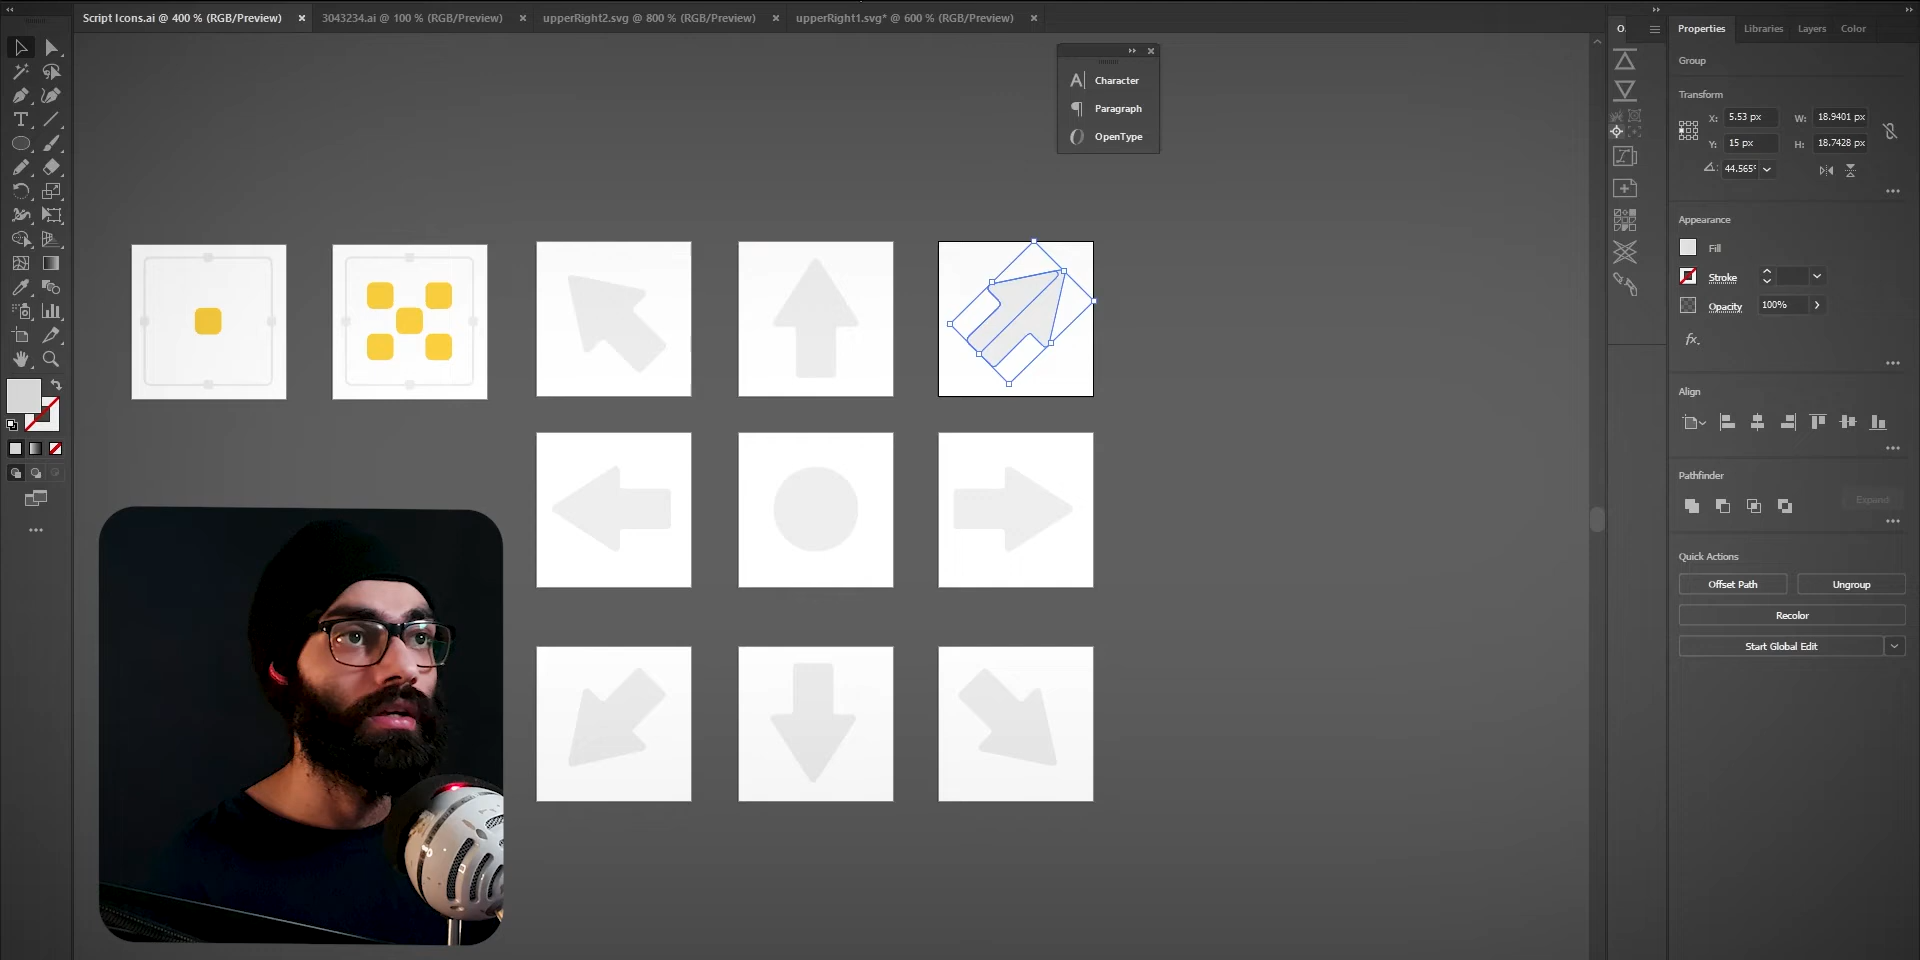 Script Icons.ai @ 400 % (RGB/Preview)
3043234.ai @ 100 % (RGB/Preview)
upperRight2.svg @ 800 % (RGB/Preview)
upperRight1.svg* @ 600 % (RGB/Preview)
Character
Paragraph
OpenType
O.
Properties
Libraries
Layers
Color
Group
Transform
X: 5.53 px
W: 18.9401 px
Y: 15 px
H: 18.7428 px
44.565°
Appearance
Fill
Stroke
Opacity
100%
fx.
Align
Pathfinder
Expand
Quick Actions
Offset Path
Ungroup
Recolor
Start Global Edit